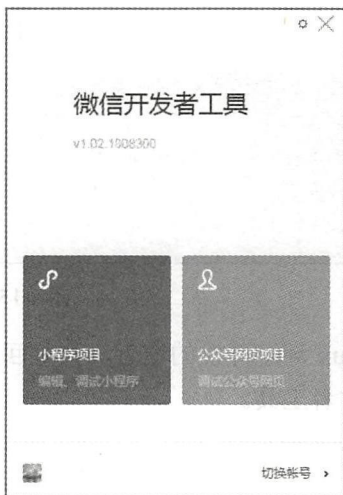 微信开发者工具
v1.02.1808300
小程序项目
公众号网页项目
编辑、调试小程序
调试公众号网页
切换帐号 >